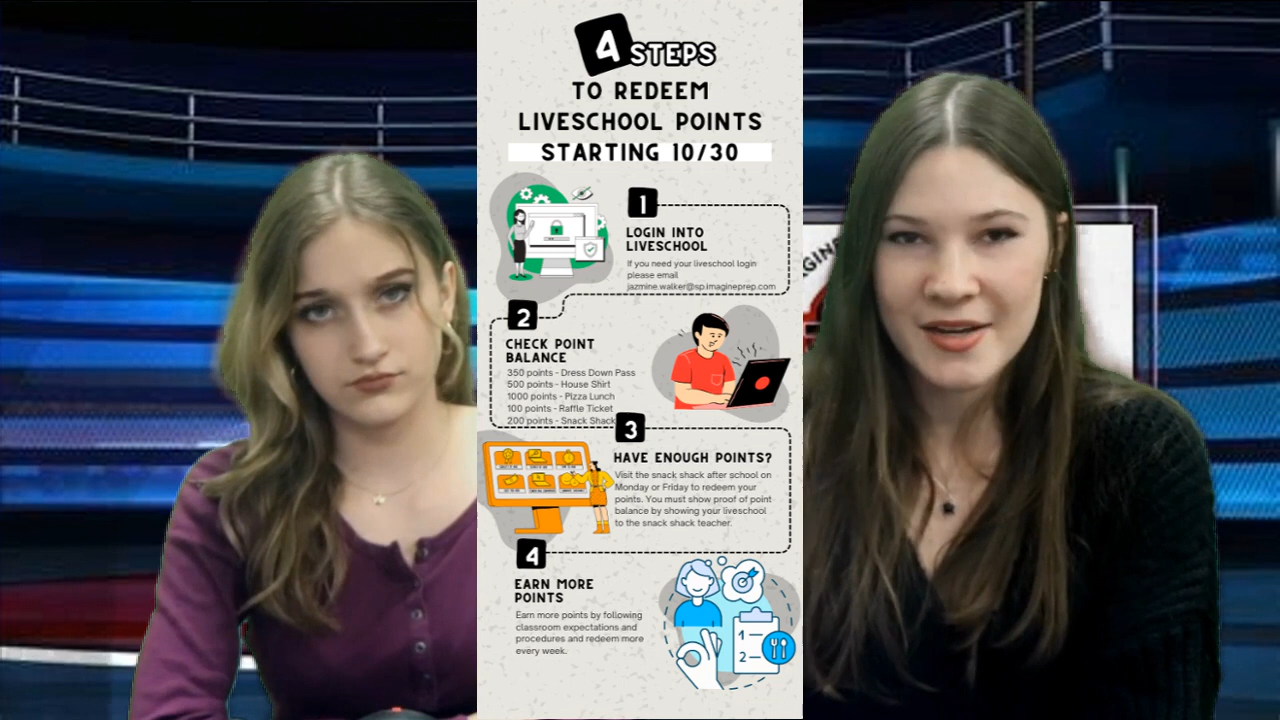 4 STEPS
TO REDEEM
LIVESCHOOL POINTS
STARTING 10/30
1
LOGIN INTO
LIVESCHOOL
If you need your liveschool login
please email
jazmine.walker@sp.imagineprep.com
2
CHECK POINT
BALANCE
350 points - Dress Down Pass
500 points - House Shirt
1000 points - Pizza Lunch
100 points - Raffle Ticket
200 points - Snack Shack
3
HAVE ENOUGH POINTS?
Visit the snack shack after school on
Monday or Friday to redeem your
points. You must show proof of point
balance by showing your liveschool
to the snack shack teacher.
4
EARN MORE
POINTS
Earn more points by following
classroom expectations and
procedures and redeem more
every week.
1
2